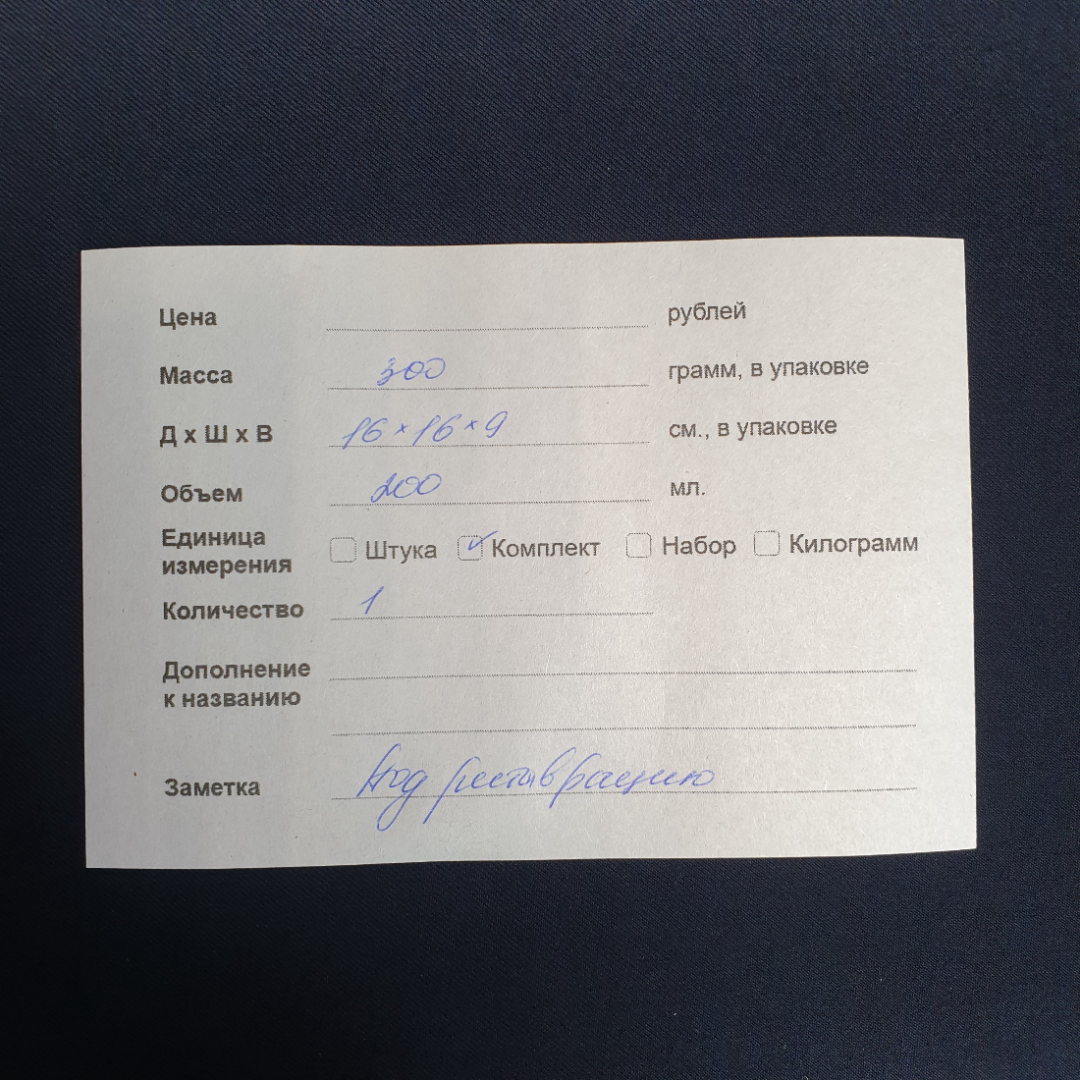 Цена рублей
Масса 300 грамм, в упаковке
Д х Ш х В 16 x 16 x 9 см., в упаковке
Объем 200 мл.
Единица
измерения Штука Комплект Набор Килограмм
Количество 1
Дополнение
к названию
Заметка Под реставрацию